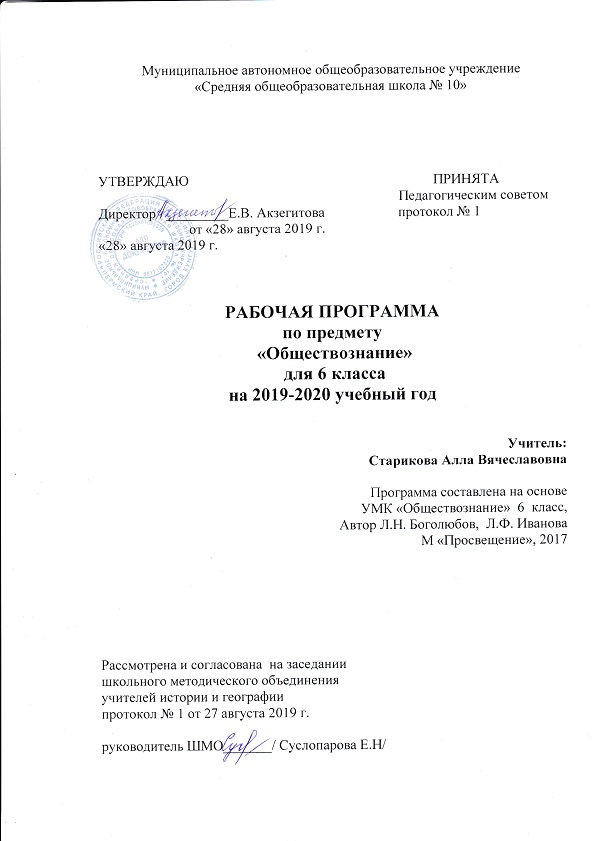 Муниципальное автономное общеобразовательное учреждение
«Средняя общеобразовательная школа № 10»
УТВЕРЖДАЮ
Директор__________Е.В. Акзегитова
от «28» августа 2019 г.
«28» августа 2019 г.
ПРИНЯТА
Педагогическим советом
протокол № 1
РАБОЧАЯ ПРОГРАММА
по предмету
«Обществознание»
для 6 класса
на 2019-2020 учебный год
Учитель:
Старикова Алла Вячеславовна
Программа составлена на основе
УМК «Обществознание» 6 класс,
Автор Л.Н. Боголюбов, Л.Ф. Иванова
М «Просвещение», 2017
Рассмотрена и согласована на заседании
школьного методического объединения
учителей истории и географии
протокол № 1 от 27 августа 2019 г.
руководитель ШМО_______/ Суслопарова Е.Н/